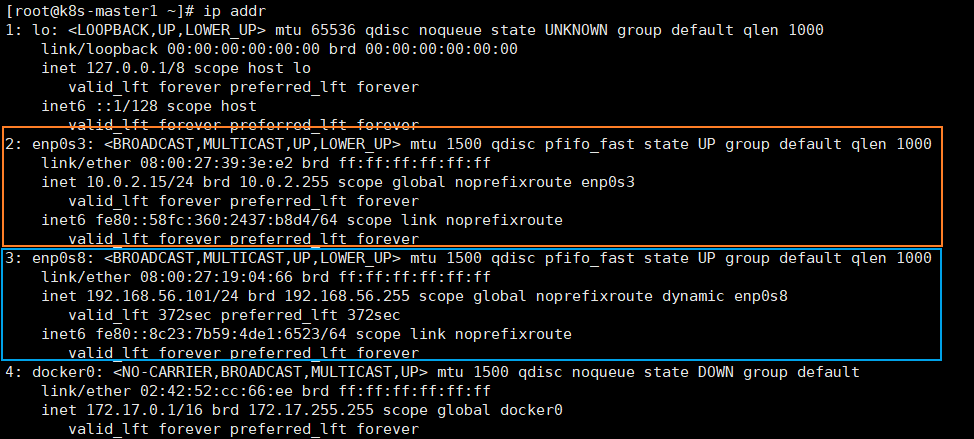 [root@k8s-master1 ~]# ip addr
1: lo: <LOOPBACK,UP,LOWER_UP> mtu 65536 qdisc noqueue state UNKNOWN group default qlen 1000
    link/loopback 00:00:00:00:00:00 brd 00:00:00:00:00:00
    inet 127.0.0.1/8 scope host lo
       valid_lft forever preferred_lft forever
    inet6 ::1/128 scope host
       valid_lft forever preferred_lft forever
2: enp0s3: <BROADCAST,MULTICAST,UP,LOWER_UP> mtu 1500 qdisc pfifo_fast state UP group default qlen 1000
    link/ether 08:00:27:39:3e:e2 brd ff:ff:ff:ff:ff:ff
    inet 10.0.2.15/24 brd 10.0.2.255 scope global noprefixroute enp0s3
       valid_lft forever preferred_lft forever
    inet6 fe80::58fc:360:2437:b8d4/64 scope link noprefixroute
       valid_lft forever preferred_lft forever
3: enp0s8: <BROADCAST,MULTICAST,UP,LOWER_UP> mtu 1500 qdisc pfifo_fast state UP group default qlen 1000
    link/ether 08:00:27:19:04:66 brd ff:ff:ff:ff:ff:ff
    inet 192.168.56.101/24 brd 192.168.56.255 scope global noprefixroute dynamic enp0s8
       valid_lft 372sec preferred_lft 372sec
    inet6 fe80::8c23:7b59:4de1:6523/64 scope link noprefixroute
       valid_lft forever preferred_lft forever
4: docker0: <NO-CARRIER,BROADCAST,MULTICAST,UP> mtu 1500 qdisc noqueue state DOWN group default
    link/ether 02:42:52:cc:66:ee brd ff:ff:ff:ff:ff:ff
    inet 172.17.0.1/16 brd 172.17.255.255 scope global docker0
       valid_lft forever preferred_lft forever